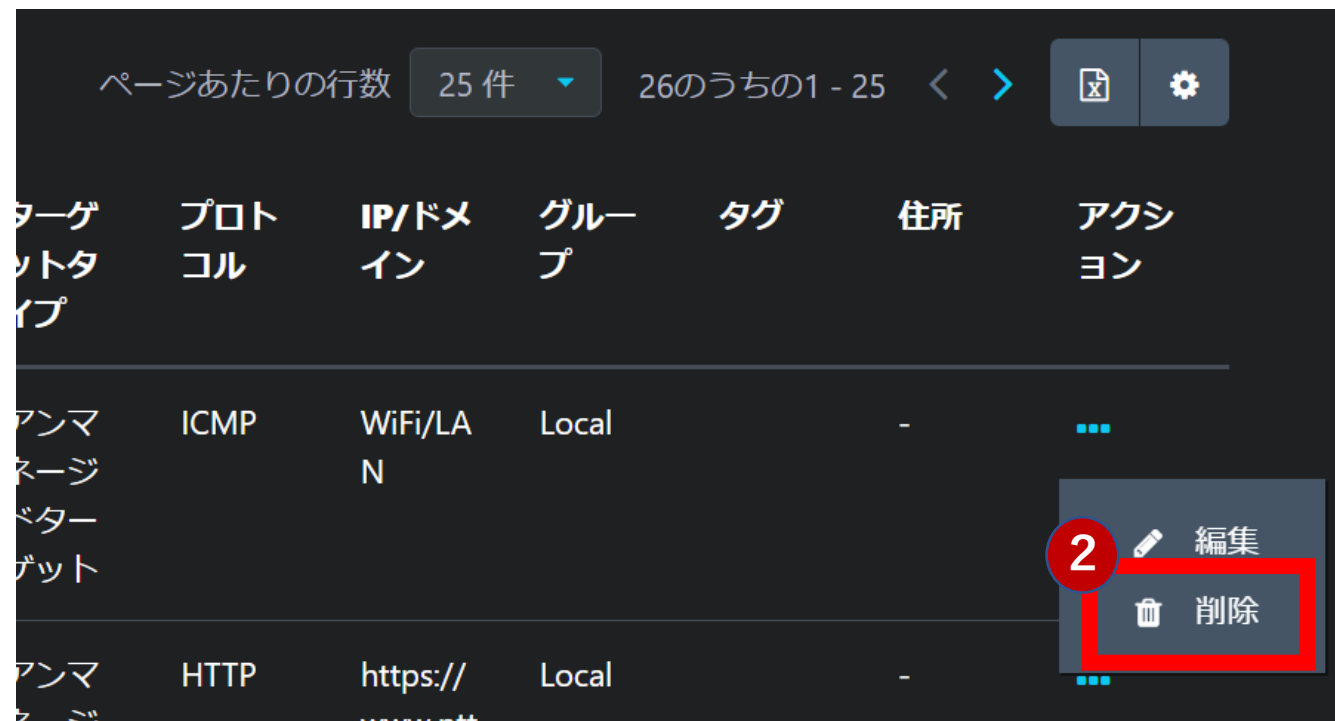 ページあたりの行数 25 件 26のうちの1 - 25
ターゲ プロト IP/ドメ グルー タグ 住所 アクシ
ットタ コル イン プ ョン
イプ
アンマ ICMP WiFi/LA Local -
ネージ N
ドター
ゲット
2 編集
削除
アンマ HTTP https:// Local -
ネージ